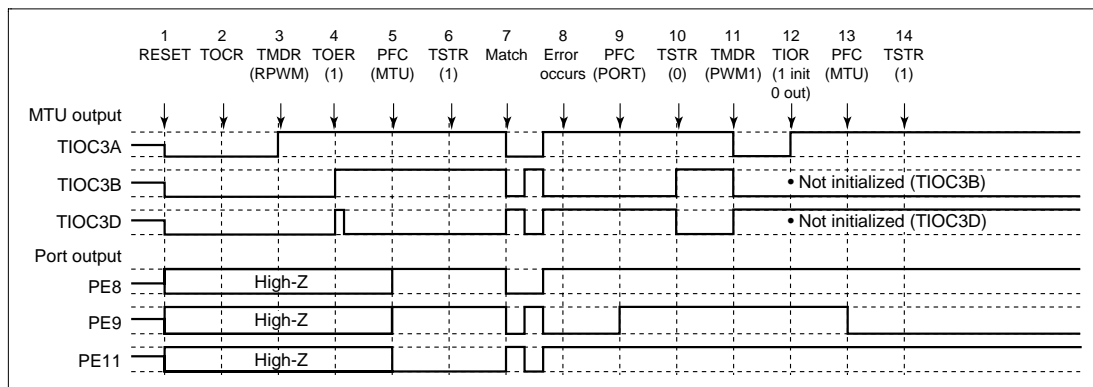 1 2 3 4 5 6 7 8 9 10 11 12 13 14
RESET TOCR TMDR TOER PFC TSTR Match Error PFC TSTR TMDR TIOR PFC TSTR
(RPWM) (1) (MTU) (1) occurs (PORT) (0) (PWM1) (1 init (MTU) (1)
0 out)
MTU output
TIOC3A
TIOC3B • Not initialized (TIOC3B)
TIOC3D • Not initialized (TIOC3D)
Port output
PE8 High-Z
PE9 High-Z
PE11 High-Z